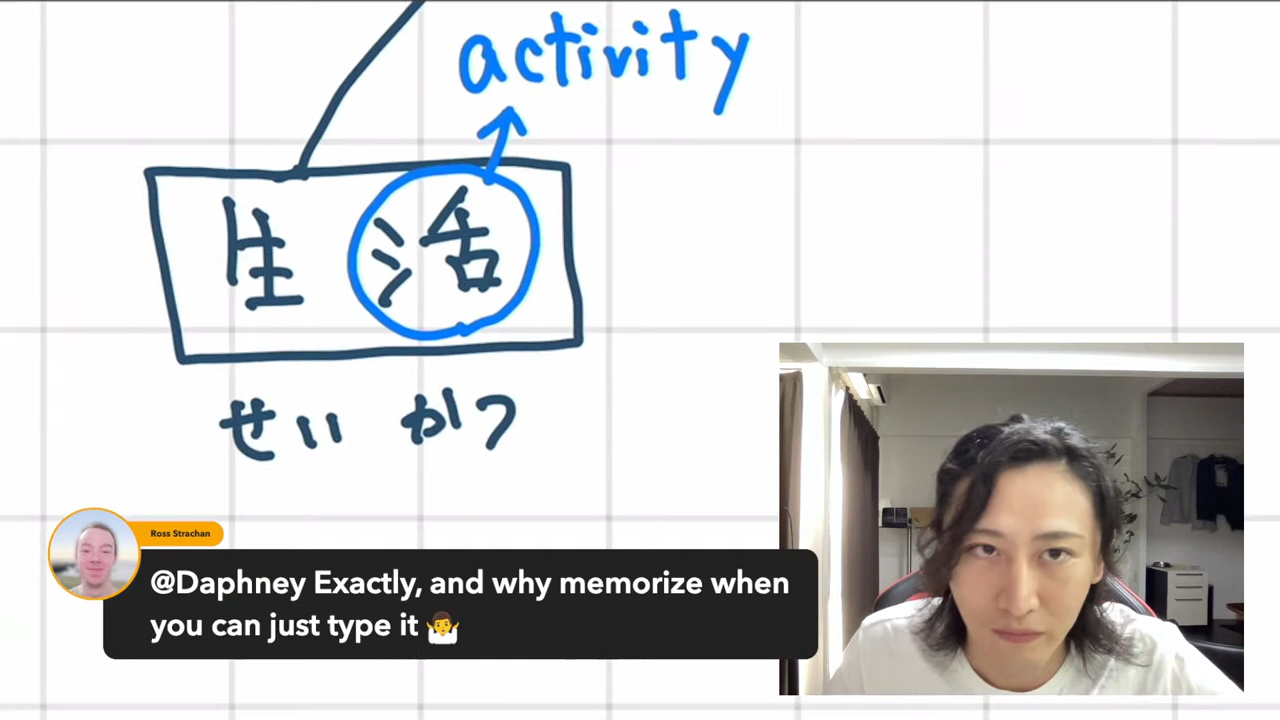 activity
生活
せい かつ
Ross Strachan
@Daphney Exactly, and why memorize when
you can just type it 🤷‍♂️